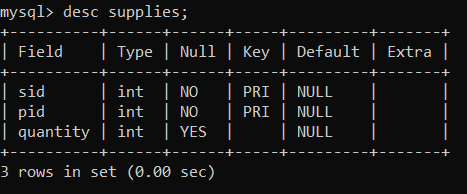 mysql> desc supplies;
+----------+------+------+-----+---------+-------+
| Field    | Type | Null | Key | Default | Extra |
+----------+------+------+-----+---------+-------+
| sid      | int  | NO   | PRI | NULL    |       |
| pid      | int  | NO   | PRI | NULL    |       |
| quantity | int  | YES  |     | NULL    |       |
+----------+------+------+-----+---------+-------+
3 rows in set (0.00 sec)